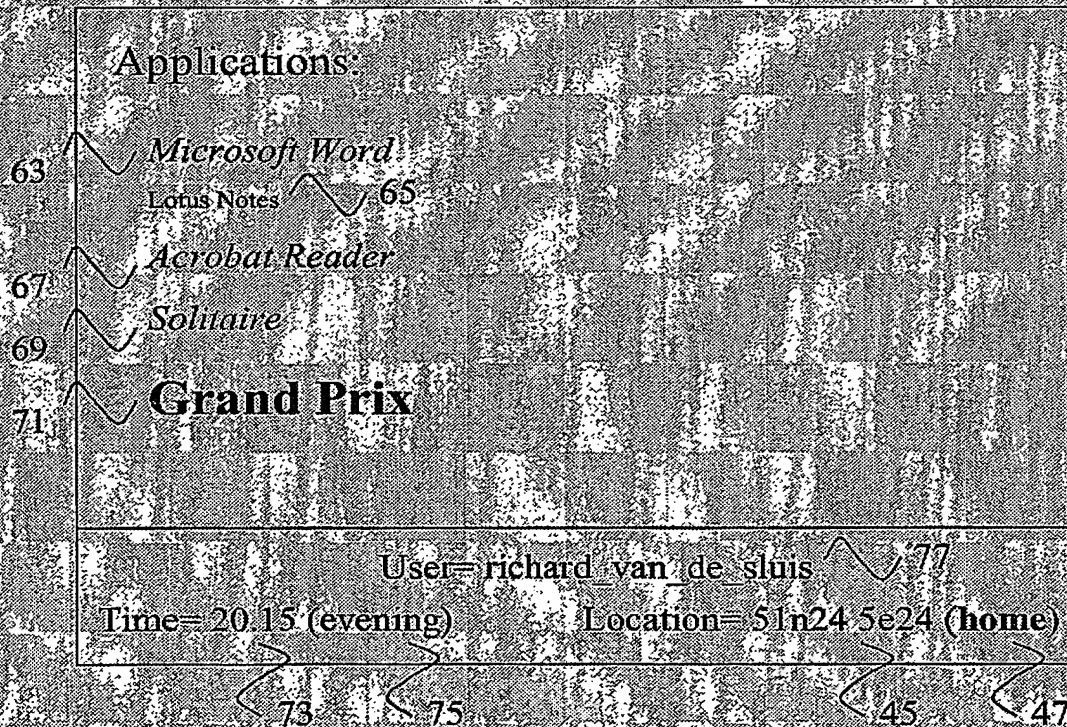 Applications:
63 Microsoft Word
Lotus Notes 65
67 Acrobat Reader
69 Solitaire
71 Grand Prix
User= richard_van_de_sluis 77
Time= 20.15 (evening) Location= 51n24 5e24 (home)
73 75 45 47